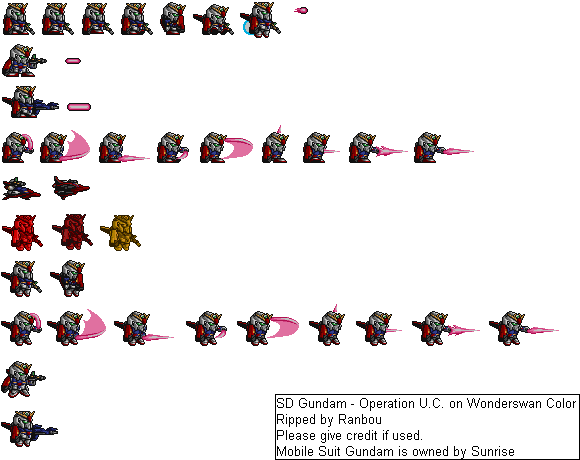 SD Gundam - Operation U.C. on Wonderswan Color
Ripped by Ranbou
Please give credit if used.
Mobile Suit Gundam is owned by Sunrise